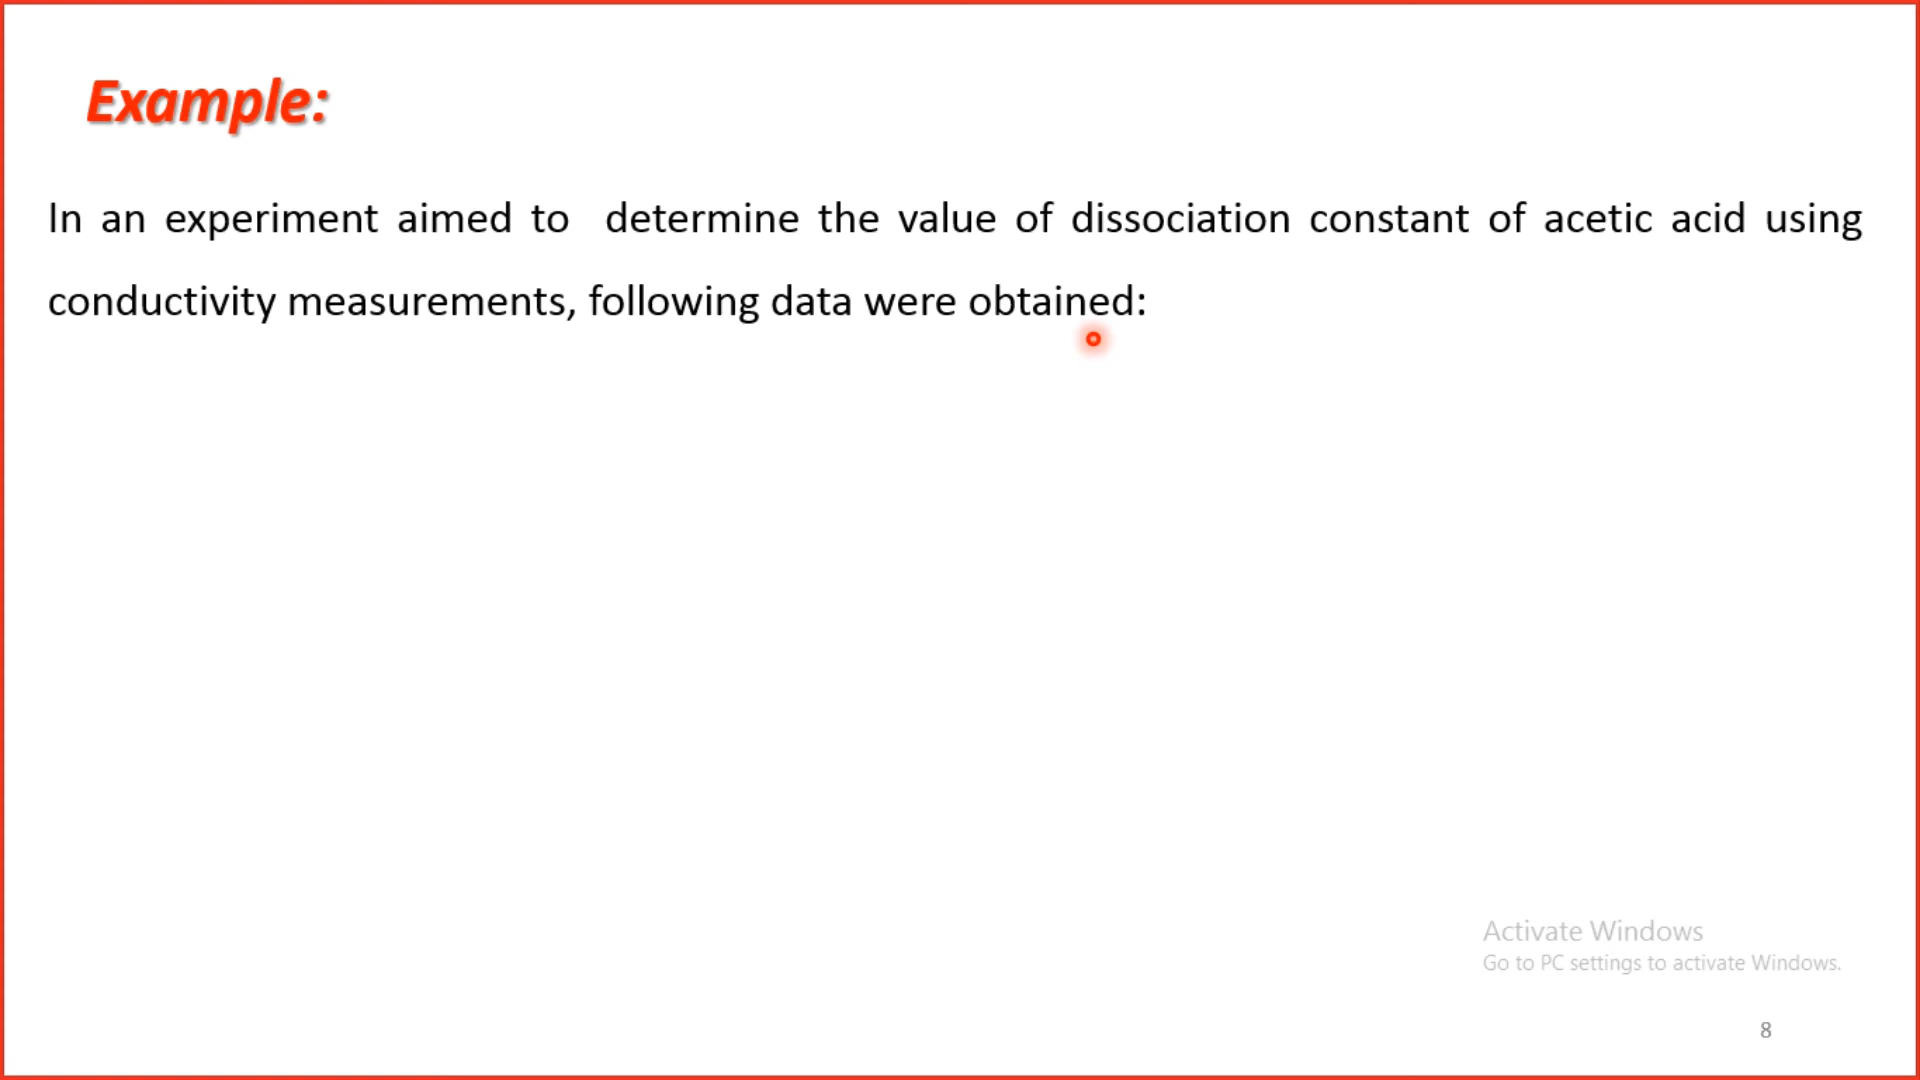 Example:
In an experiment aimed to determine the value of dissociation constant of acetic acid using
conductivity measurements, following data were obtained:
Activate Windows
Go to PC settings to activate Windows.
8